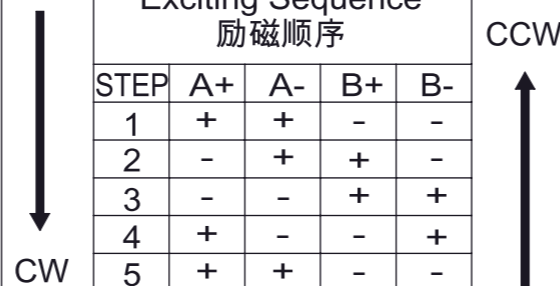 Exciting Sequence
励磁顺序
CCW
STEP A+ A- B+ B-
1 + + - -
2 - + + -
3 - - + +
4 + - - +
CW
5 + + - -